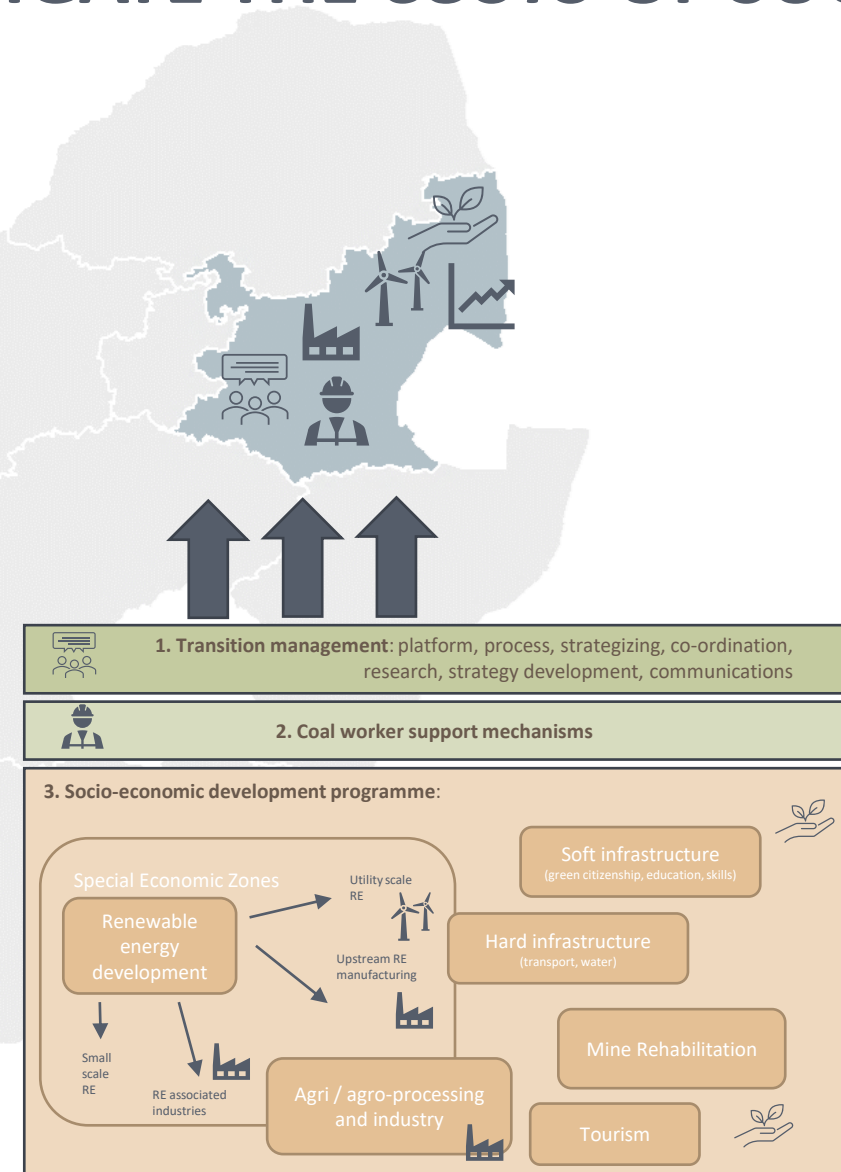 1. Transition management: platform, process, strategizing, co-ordination,
research, strategy development, communications
2. Coal worker support mechanisms
3. Socio-economic development programme:
Special Economic Zones
Renewable
energy
development
Utility scale
RE
Upstream RE
manufacturing
Small
scale
RE
RE associated
industries
Soft infrastructure
(green citizenship, education, skills)
Hard infrastructure
(transport, water)
Mine Rehabilitation
Agri / agro-processing
and industry
Tourism